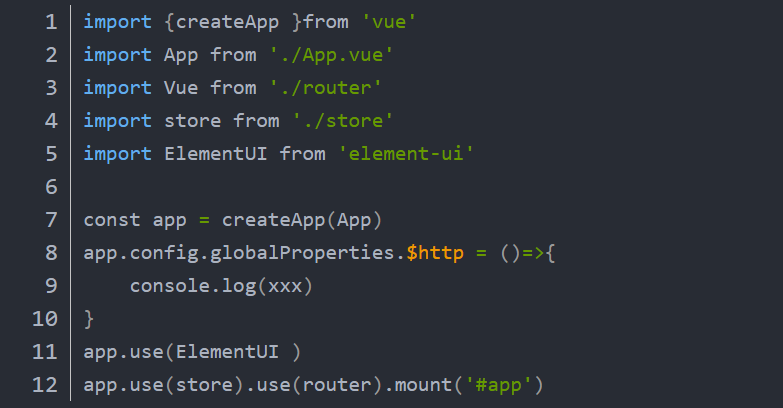 1 import {createApp }from 'vue'
2 import App from './App.vue'
3 import Vue from './router'
4 import store from './store'
5 import ElementUI from 'element-ui'
6
7 const app = createApp(App)
8 app.config.globalProperties.$http = ()=>{
9     console.log(xxx)
10 }
11 app.use(ElementUI )
12 app.use(store).use(router).mount('#app')